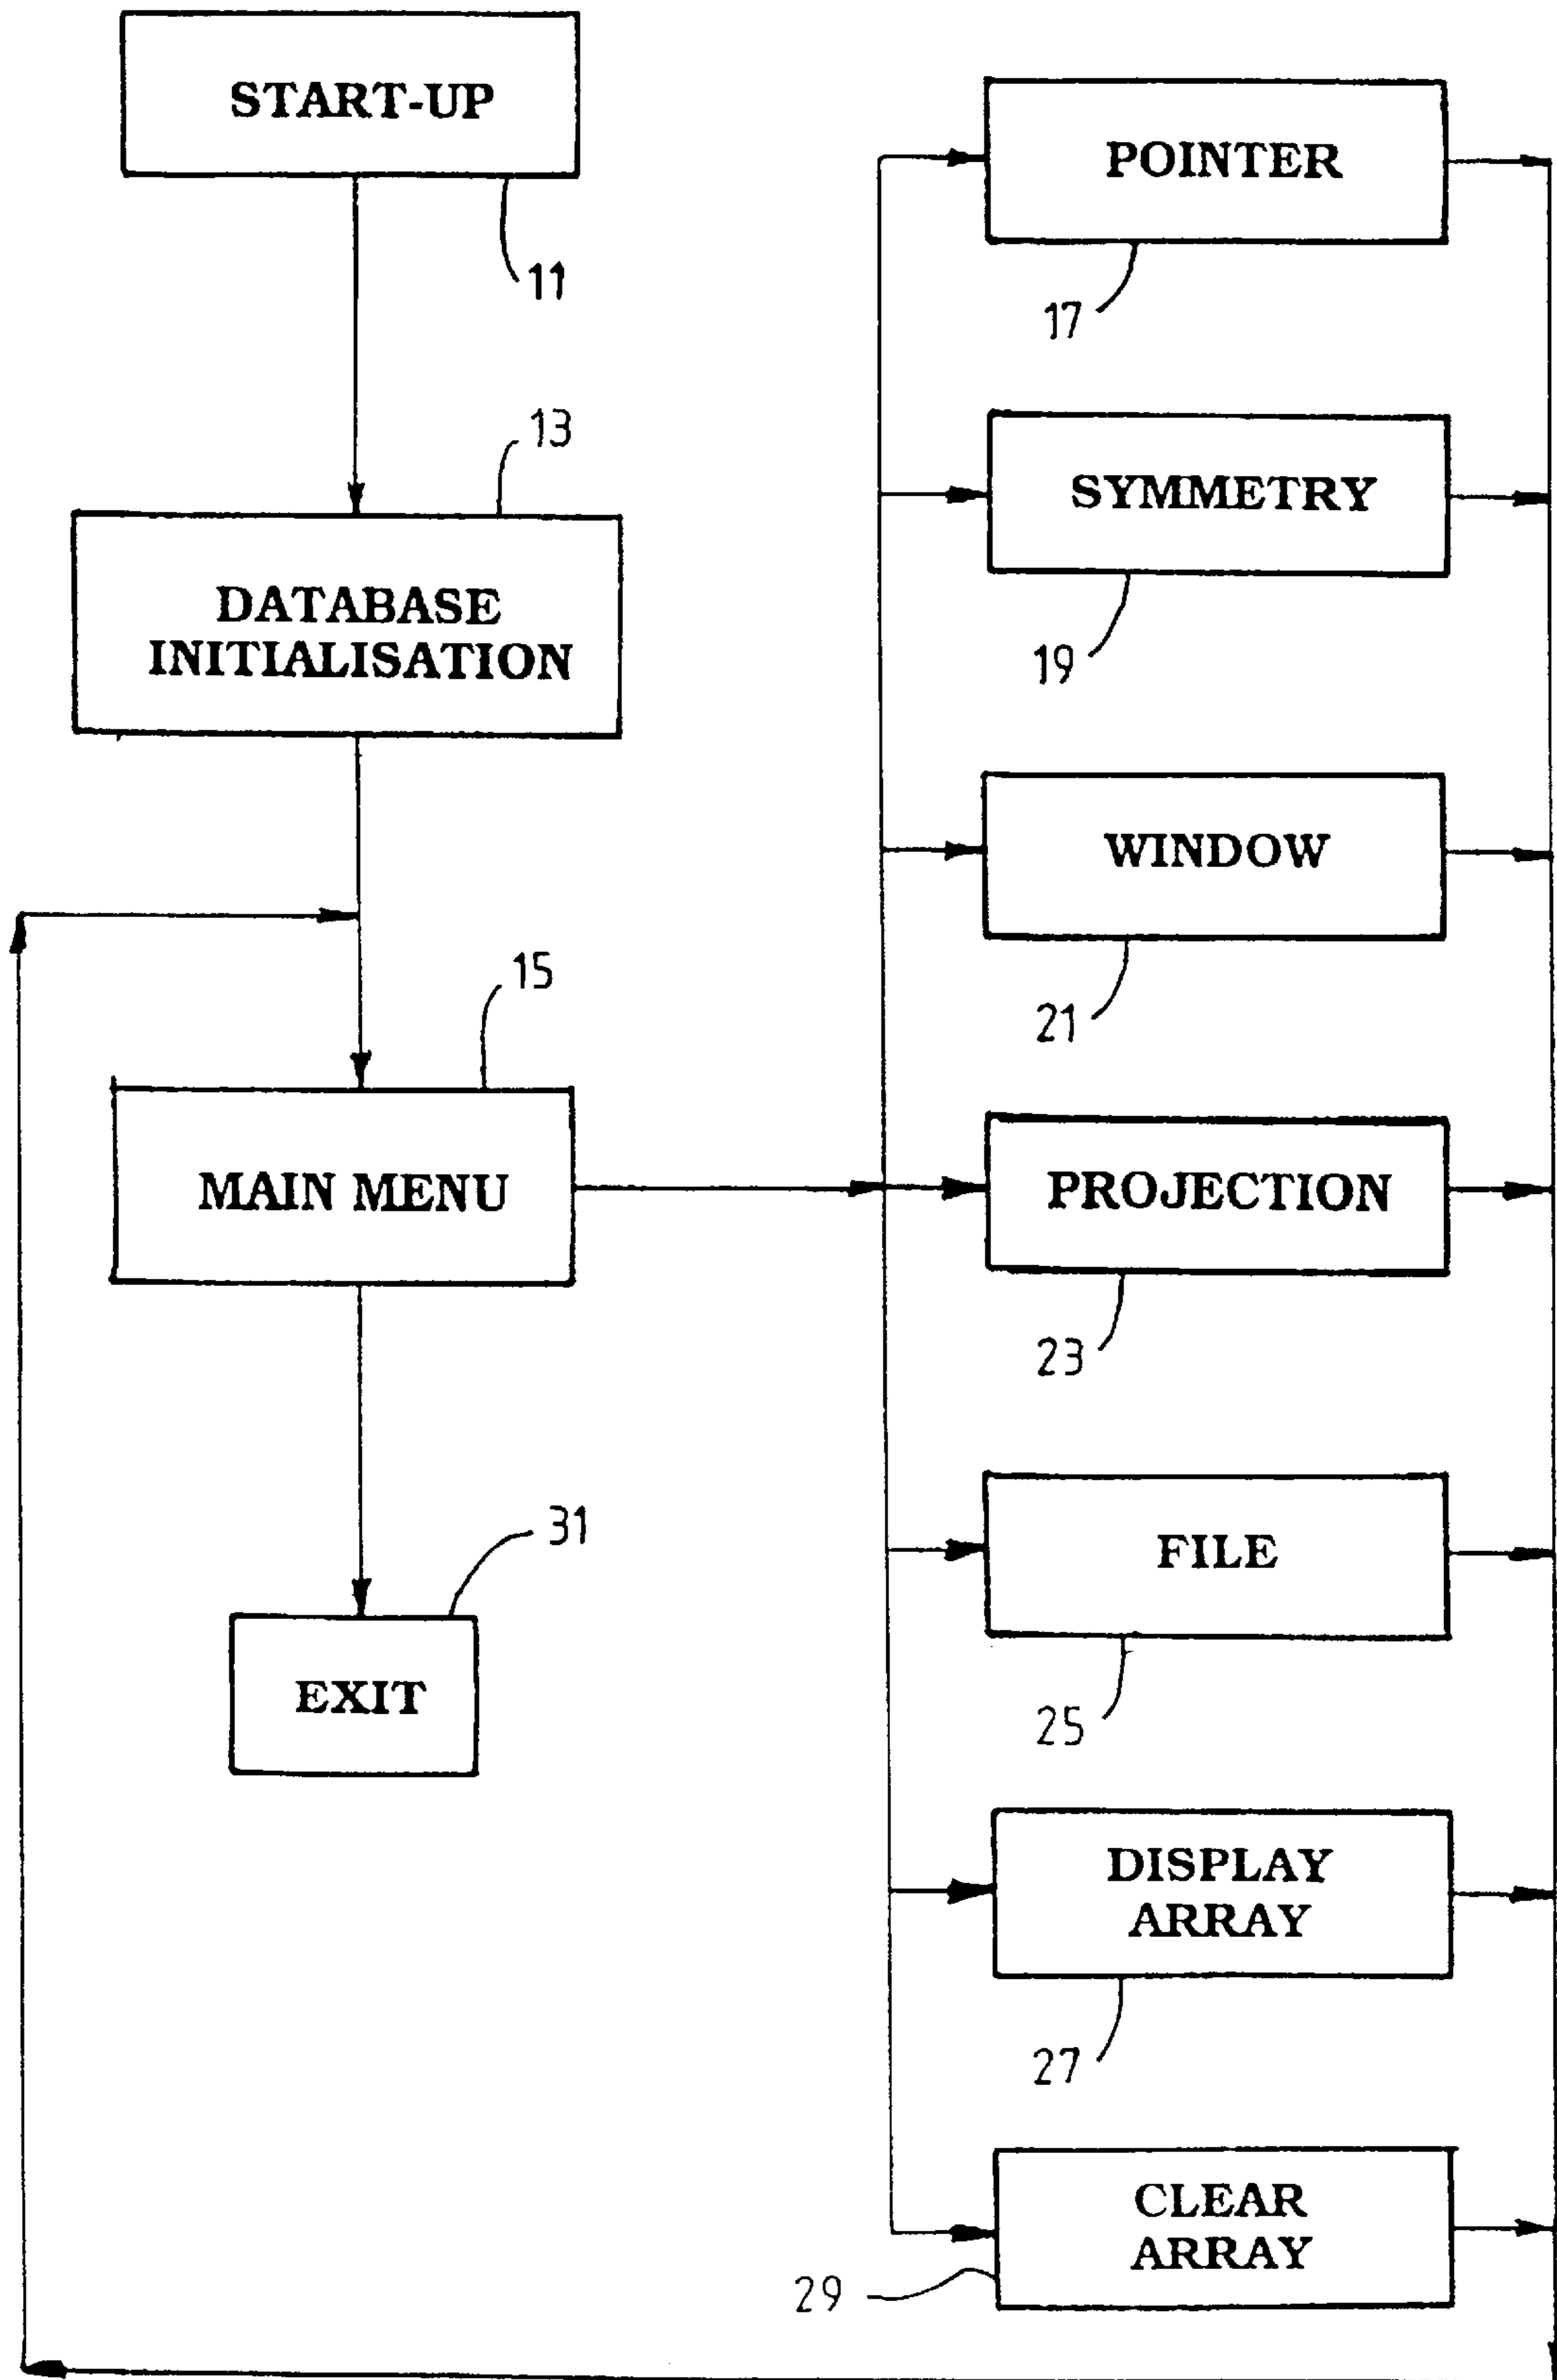 START-UP
11
13
DATABASE
INITIALISATION
15
MAIN MENU
31
EXIT
POINTER
17
SYMMETRY
19
WINDOW
21
PROJECTION
23
FILE
25
DISPLAY
ARRAY
27
CLEAR
ARRAY
29